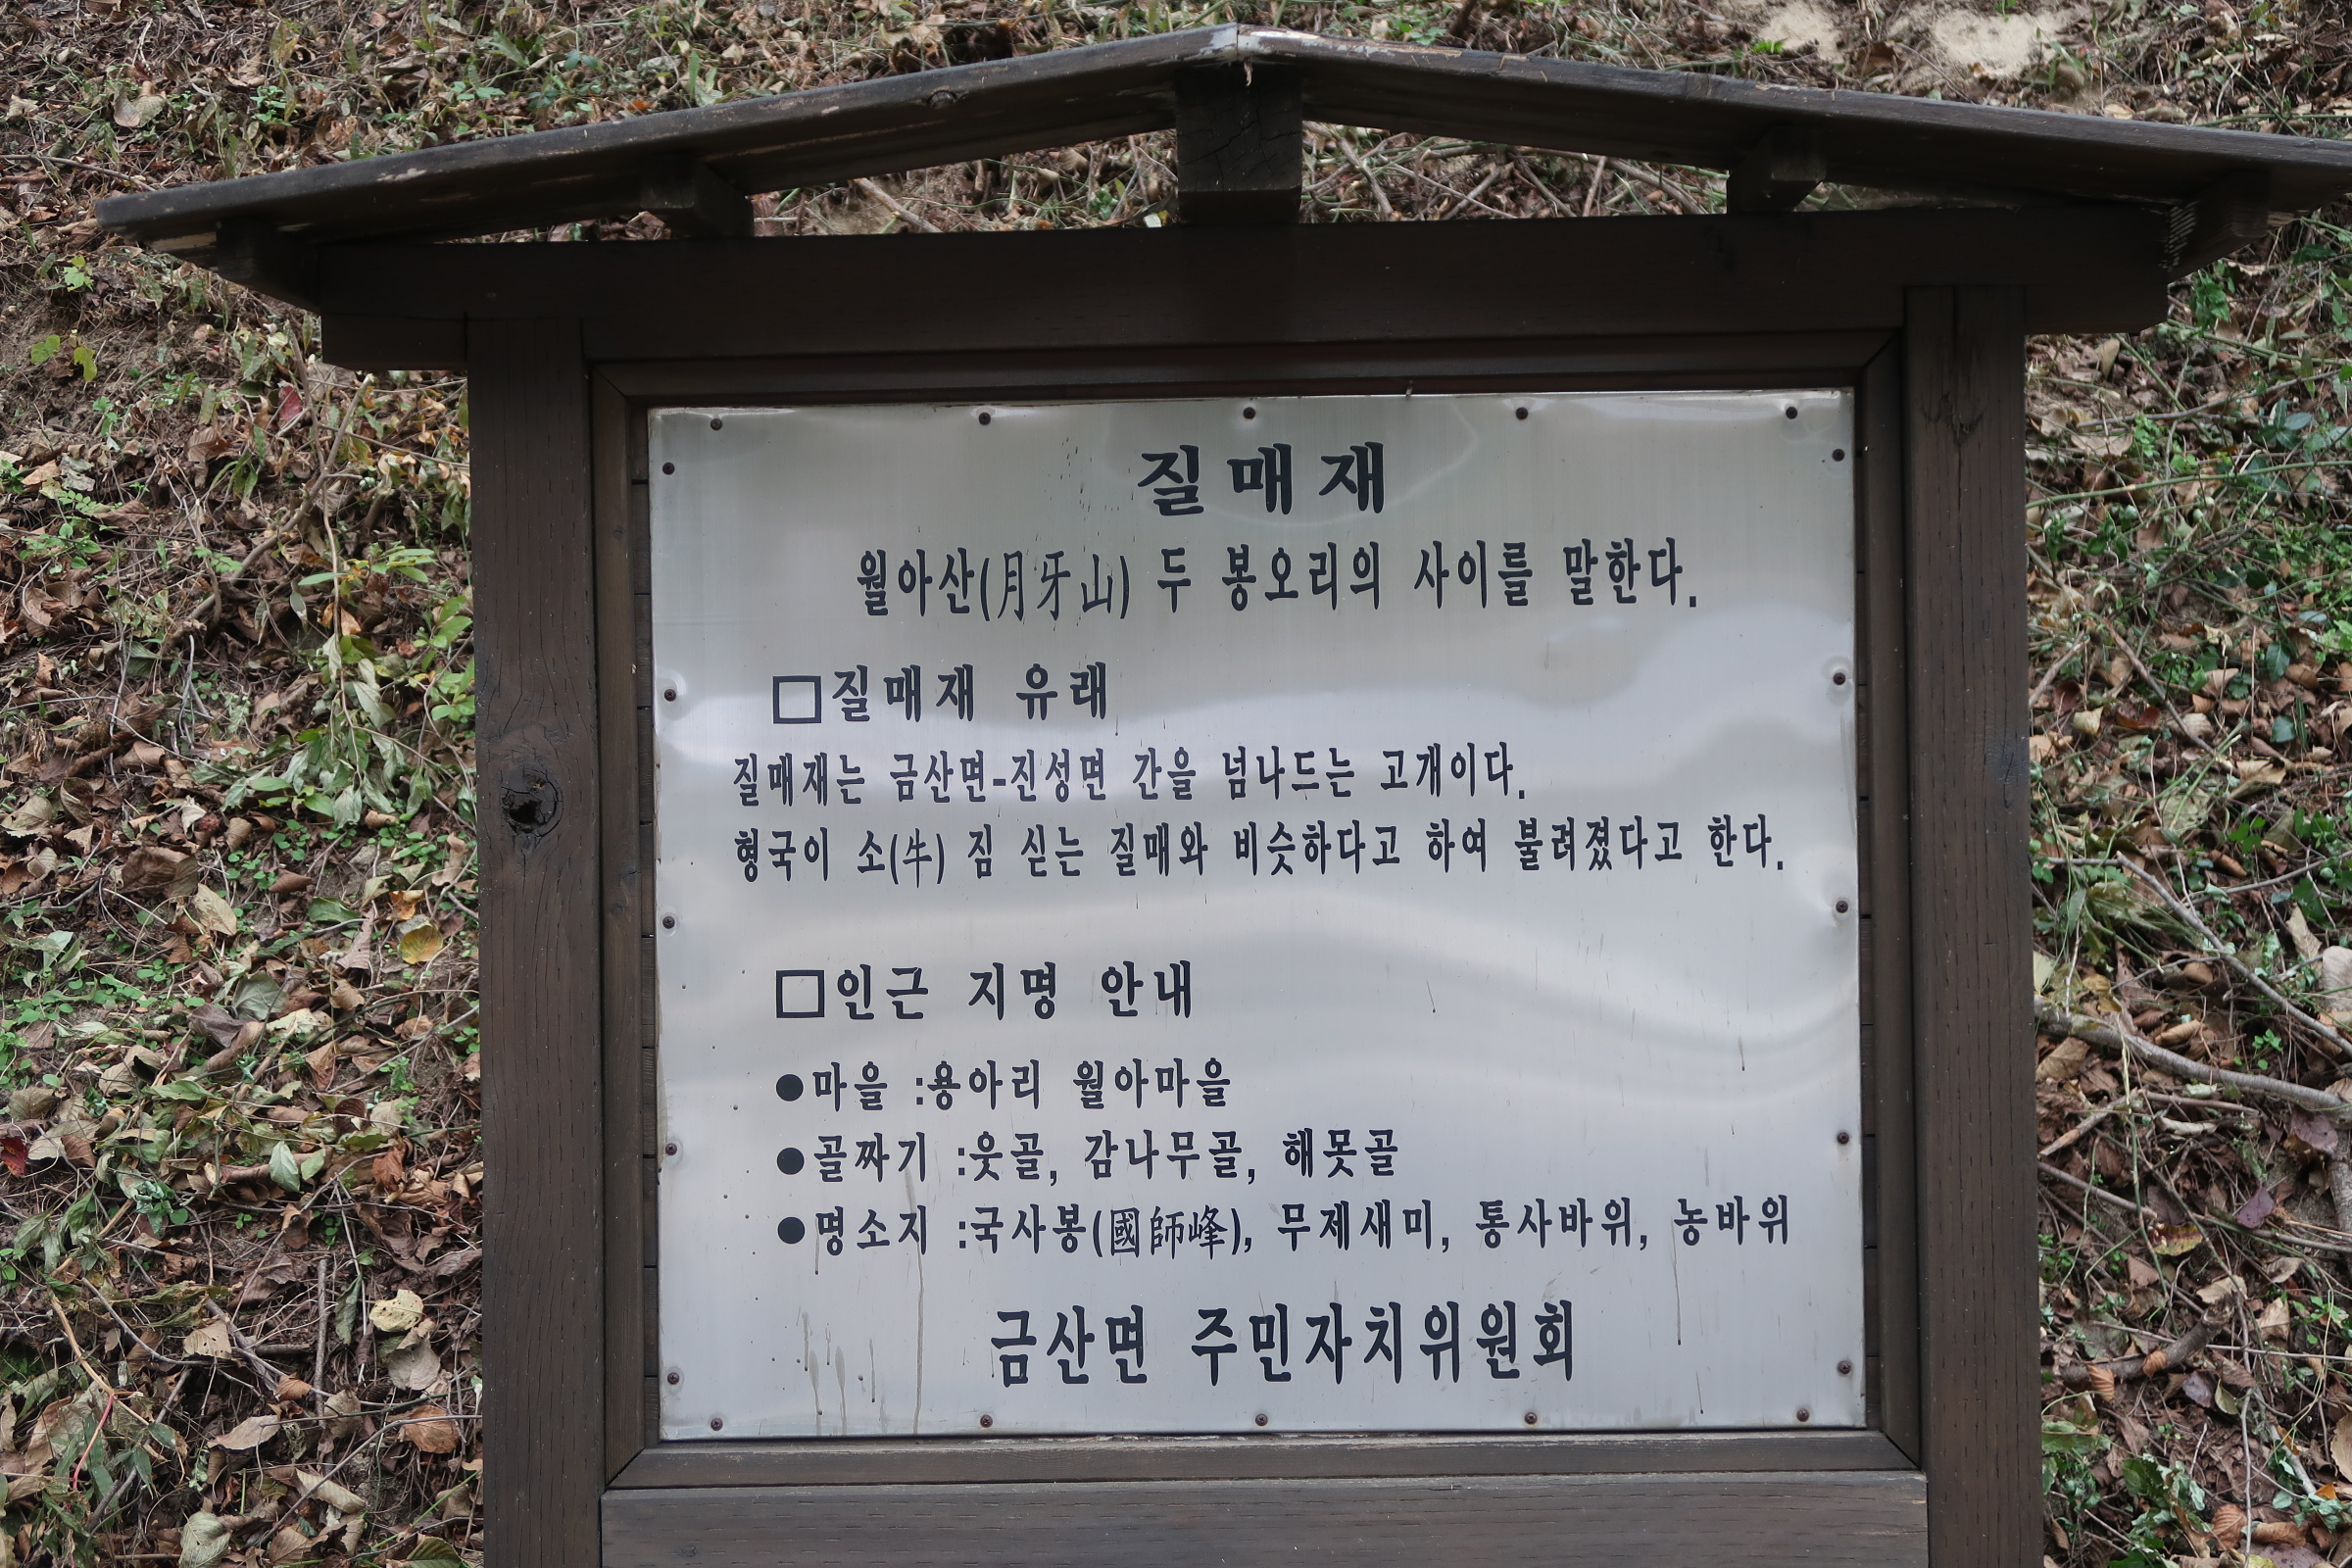 질매재
월아산(月牙山) 두 봉오리의 사이를 말한다.
□질매재 유래
질매재는 금산면-진성면 간을 넘나드는 고개이다.
형국이 소(牛) 짐 싣는 질매와 비슷하다고 하여 불려졌다고 한다.
□인근 지명 안내
●마을 :용아리 월아마을
●골짜기 :웃골, 감나무골, 해못골
●명소지 :국사봉(國師峰), 무제새미, 통사바위, 농바위
금산면 주민자치위원회